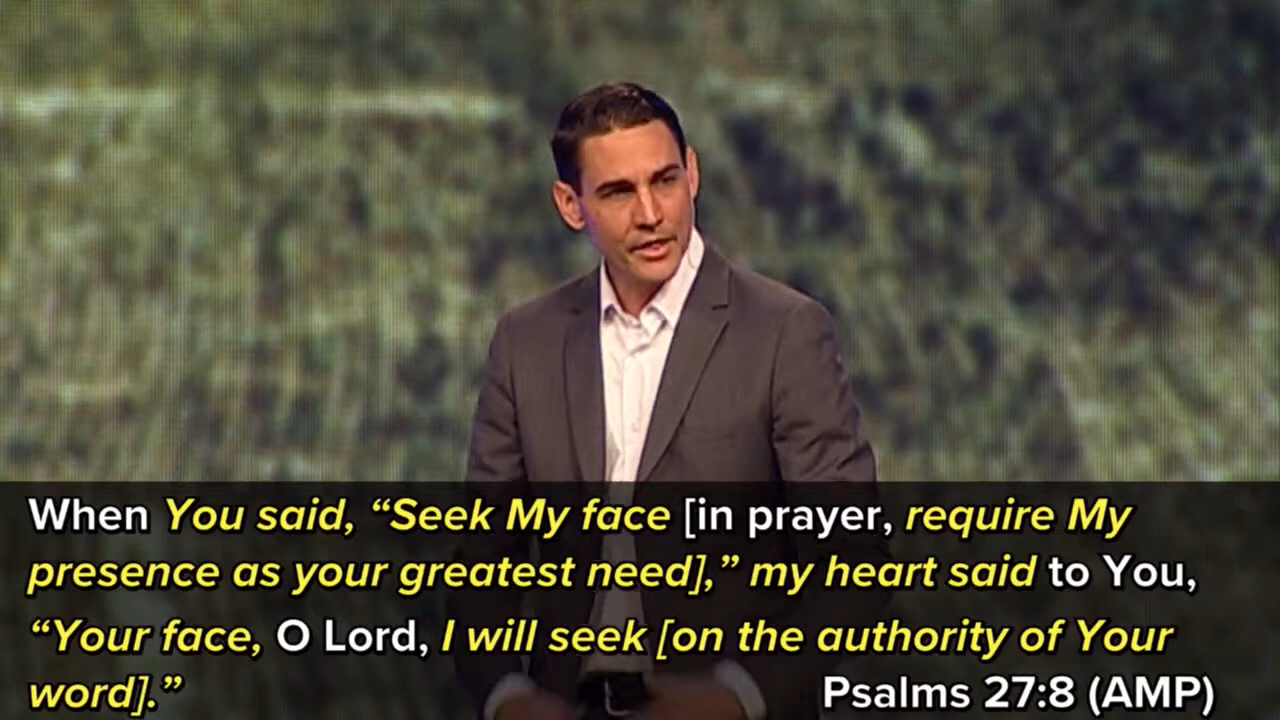 When You said, “Seek My face [in prayer, require My
presence as your greatest need],” my heart said to You,
“Your face, O Lord, I will seek [on the authority of Your
word].”
Psalms 27:8 (AMP)